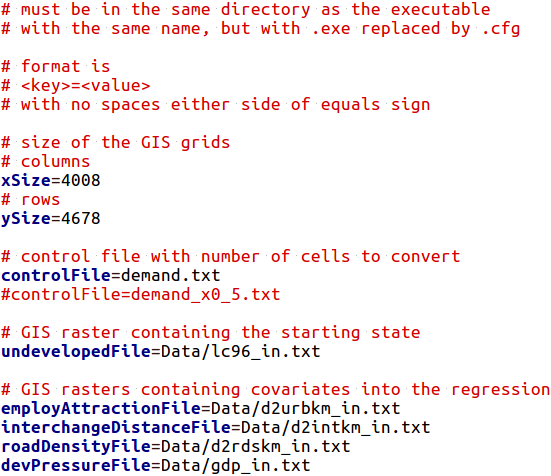 # must be in the same directory as the executable
# with the same name, but with .exe replaced by .cfg
# format is
# <key>=<value>
# with no spaces either side of equals sign
# size of the GIS grids
# columns
xSize=4008
# rows
ySize=4678
# control file with number of cells to convert
controlFile=demand.txt
#controlFile=demand_x0_5.txt
# GIS raster containing the starting state
undevelopedFile=Data/lc96_in.txt
# GIS rasters containing covariates into the regression
employAttractionFile=Data/d2urbkm_in.txt
interchangeDistanceFile=Data/d2intkm_in.txt
roadDensityFile=Data/d2rdskm_in.txt
devPressureFile=Data/gdp_in.txt